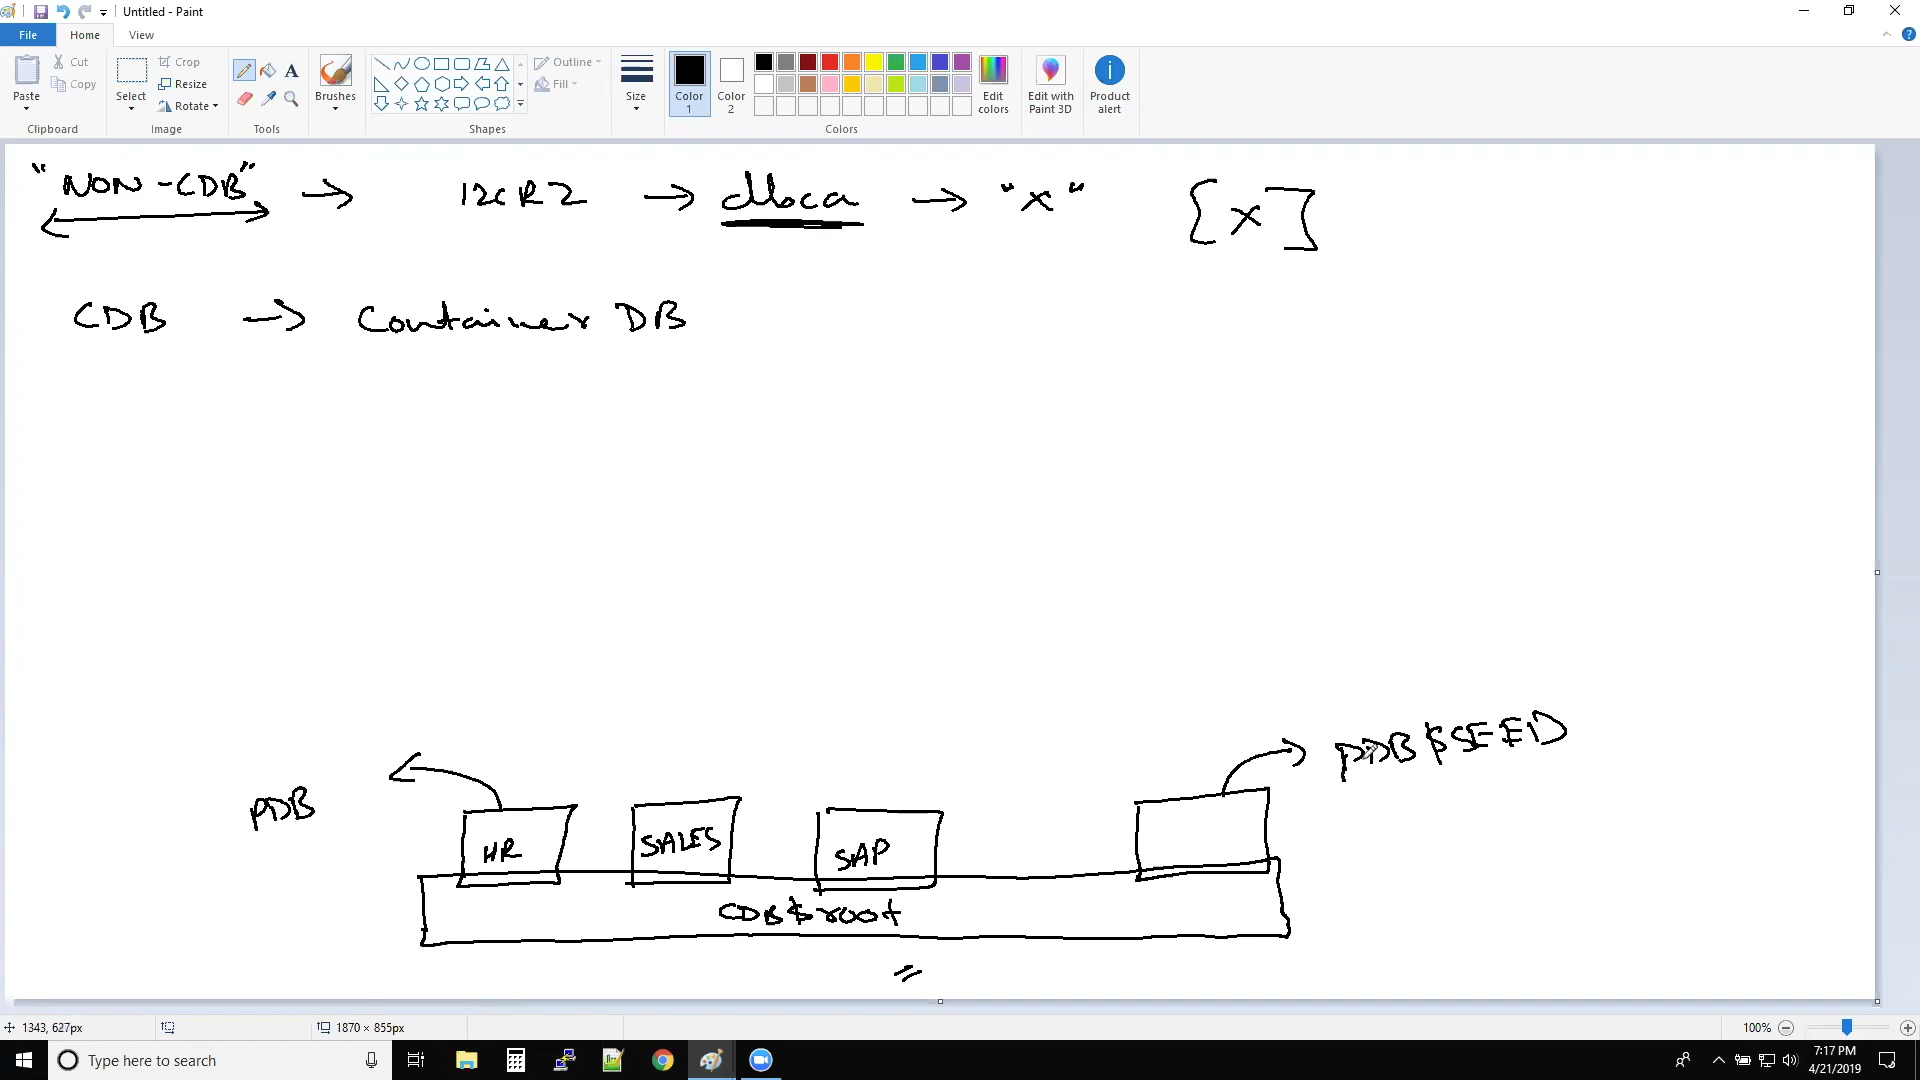 Untitled - Paint
File Home View
Paste Cut Copy Clipboard
Select Crop Resize Rotate Image
Tools
Brushes
Outline Fill Shapes
Size
Color 1 Color 2 Edit colors Colors
Edit with Paint 3D
Product alert
"NON-CDB" → 12CR2 → dbca → "x" [x]
CDB → Container DB
PDB$SEED
PDB
HR SALES SAP
CDB$root
1343, 627px 1870 × 855px 100%
Type here to search
7:17 PM
4/21/2019